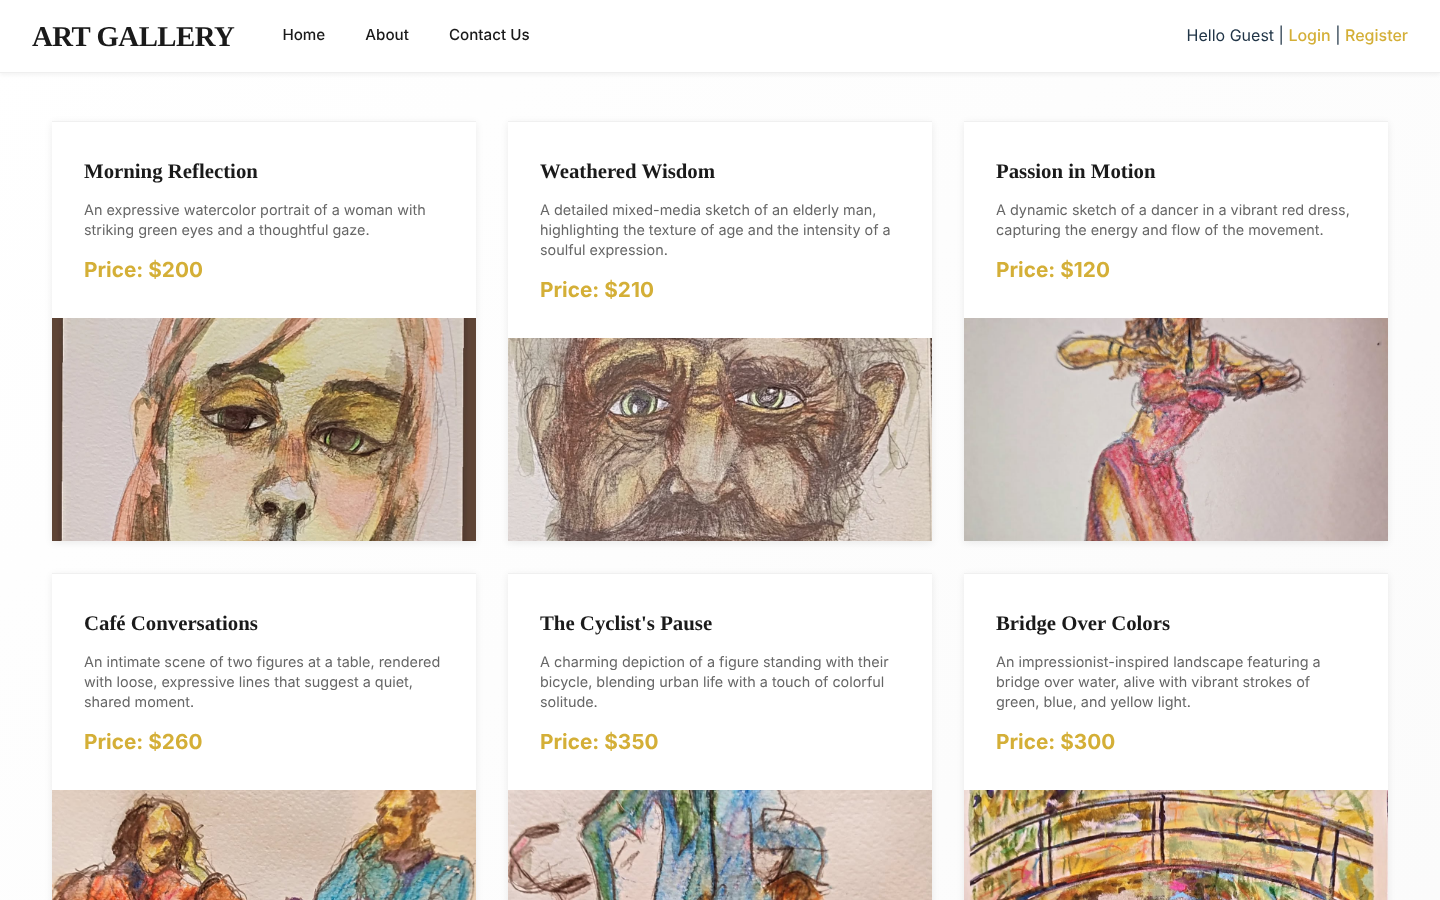 ART GALLERY
Home
About
Contact Us
Hello Guest | Login | Register
Morning Reflection
An expressive watercolor portrait of a woman with
striking green eyes and a thoughtful gaze.
Price: $200
Weathered Wisdom
A detailed mixed-media sketch of an elderly man,
highlighting the texture of age and the intensity of a
soulful expression.
Price: $210
Passion in Motion
A dynamic sketch of a dancer in a vibrant red dress,
capturing the energy and flow of the movement.
Price: $120
Café Conversations
An intimate scene of two figures at a table, rendered
with loose, expressive lines that suggest a quiet,
shared moment.
Price: $260
The Cyclist's Pause
A charming depiction of a figure standing with their
bicycle, blending urban life with a touch of colorful
solitude.
Price: $350
Bridge Over Colors
An impressionist-inspired landscape featuring a
bridge over water, alive with vibrant strokes of
green, blue, and yellow light.
Price: $300